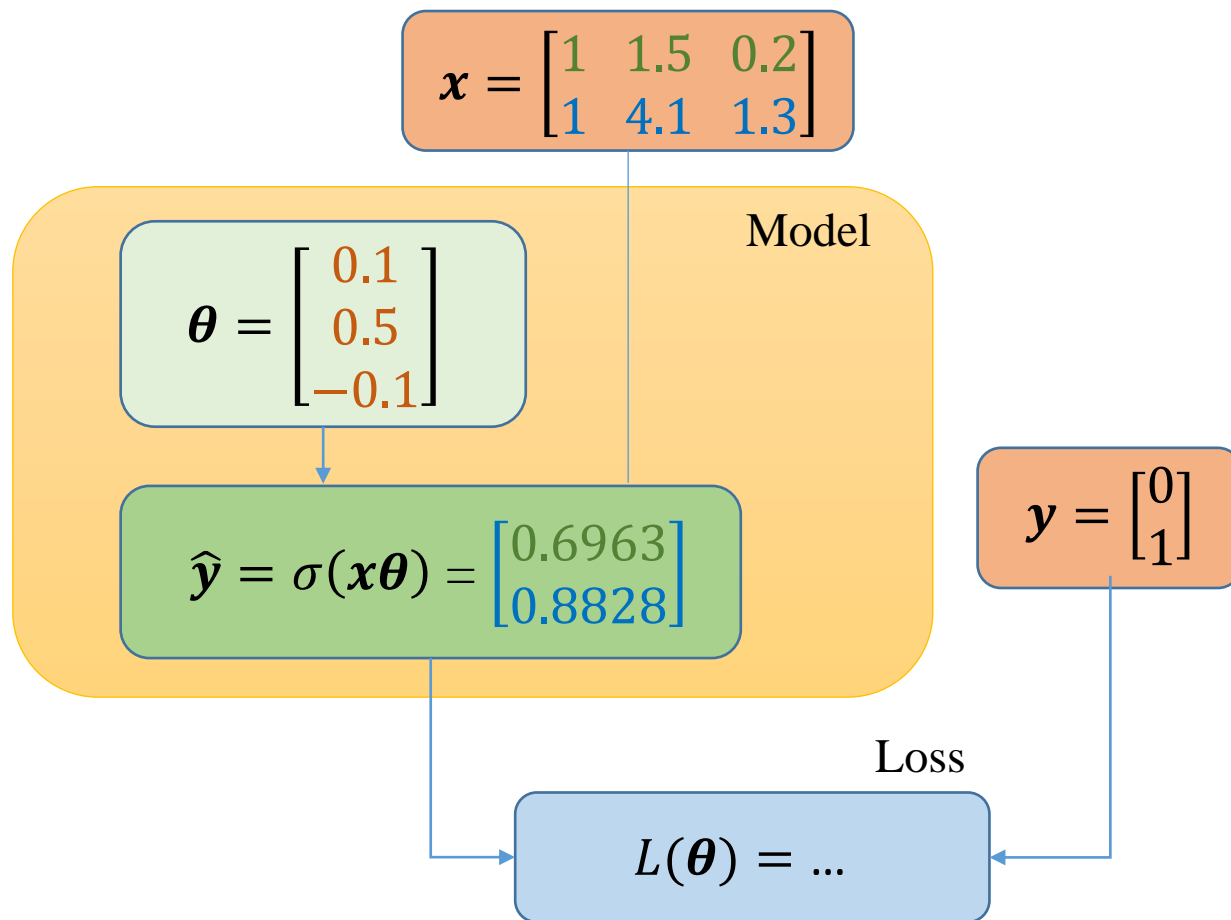 x = [1 1.5 0.2
1 4.1 1.3]
Model
θ = [0.1
0.5
−0.1]
ŷ = σ(xθ) = [0.6963
0.8828]
y = [0
1]
Loss
L(θ) = ...